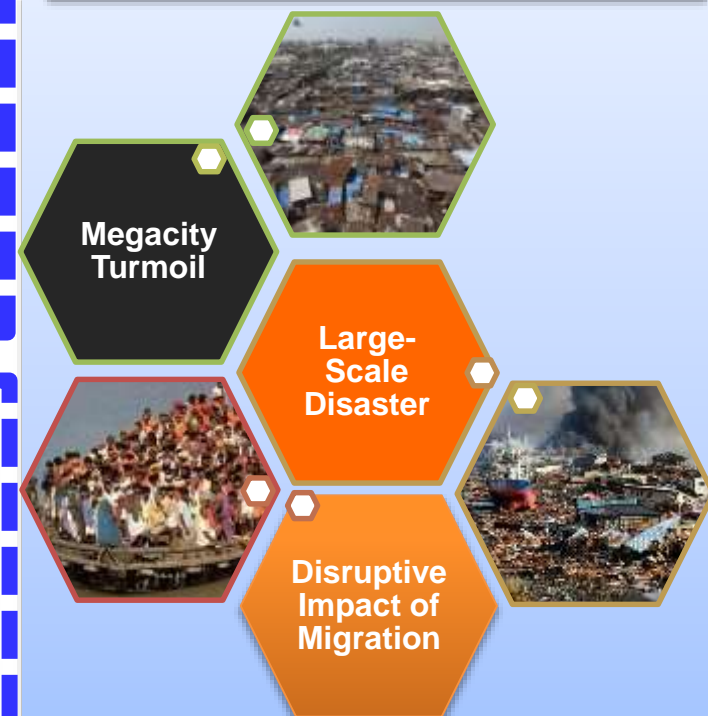 Megacity
Turmoil
Large-
Scale
Disaster
Disruptive
Impact of
Migration